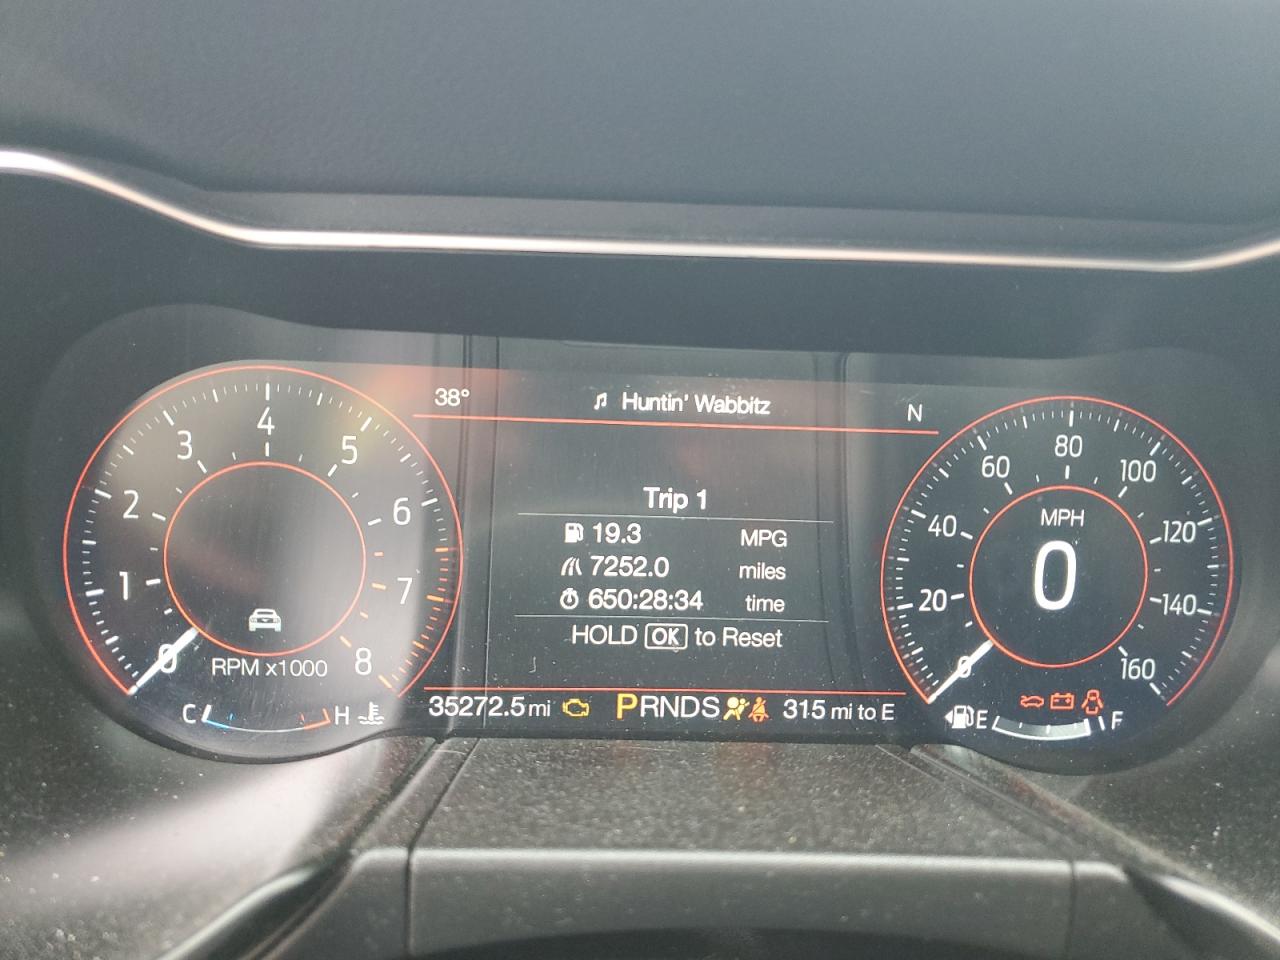 38°
Huntin' Wabbitz
N
0
1
2
3
4
5
6
7
8
RPM x1000
C
H
Trip 1
19.3 MPG
7252.0 miles
650:28:34 time
HOLD OK to Reset
35272.5 mi
PRNDS
315 mi to E
0
20
40
60
80
100
120
140
160
MPH
0
E
F